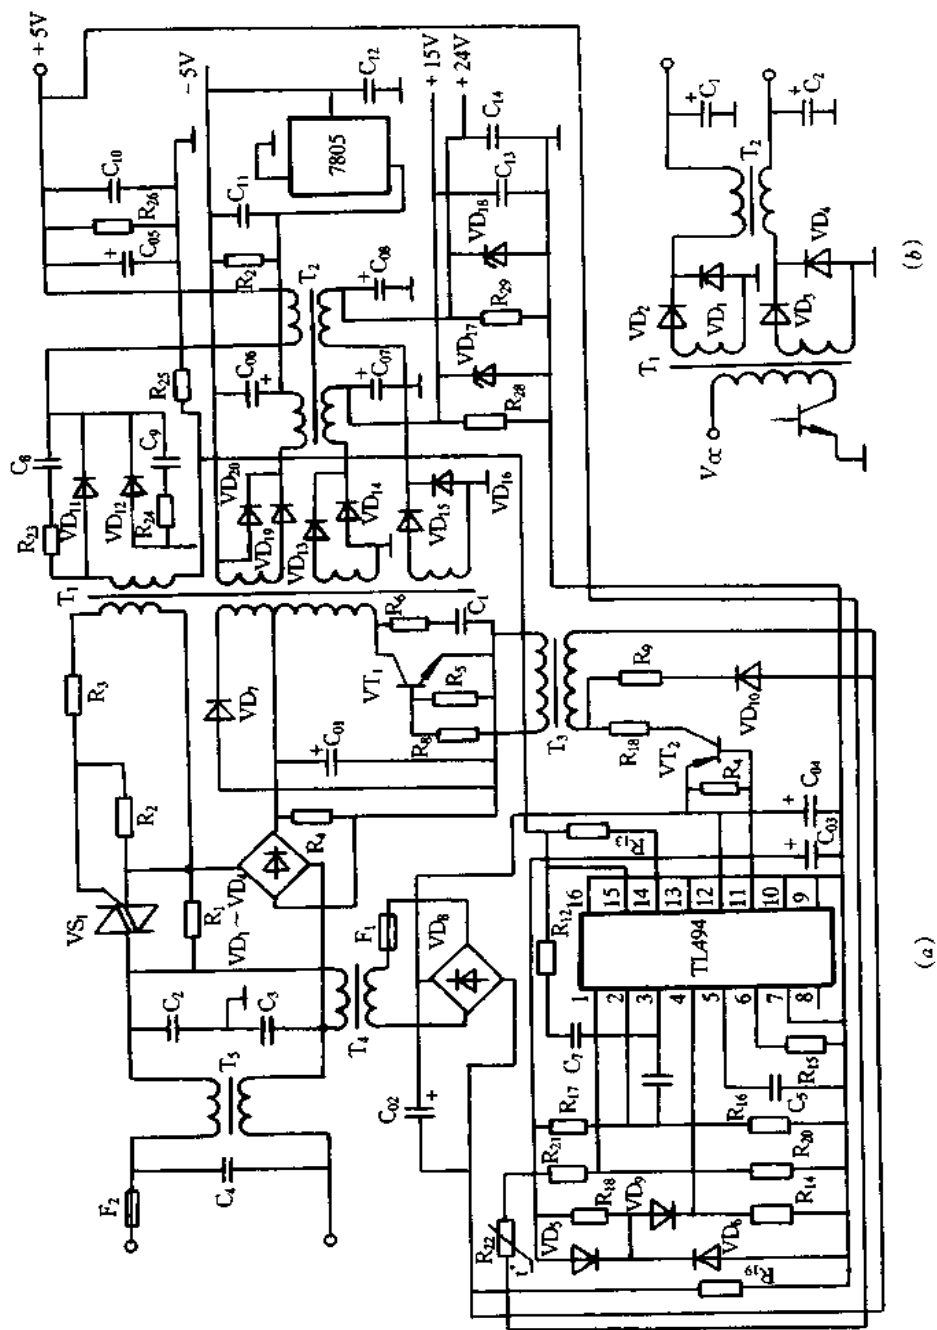 F₂
C₄
T₅
C₂
C₃
VS₁
R₁
R₂
R₃
VD₁~VD₄
T₄
F₁
VD₈
C₀₂
R₄
C₀₁
+
VD₇
T₁
VT₁
R₈
R₅
R₆
C₁
T₃
R₂₃
C₈
VD₁₁
VD₁₂
R₂₄
C₉
R₂₅
VD₂₀
VD₁₉
VD₁₃
VD₁₄
VD₁₅
VD₁₆
C₀₆
+
C₀₇
+
C₀₈
+
T₂
R₂
C₁₁
7805
C₁₂
C₀₅
+
R₂₆
C₁₀
+5V
-5V
+15V
+24V
R₂₈
VD₁₇
R₂₉
VD₁₈
C₁₃
C₁₄
R₂₂
t°
R₂₁
R₁₇
C₇
R₁₂
R₁₃
VD₅
R₁₈
VD₉
VD₆
R₁₉
R₁₄
R₂₀
R₁₆
C₅
R₁₅
TL494
1
2
3
4
5
6
7
8
16
15
14
13
12
11
10
9
C₀₃
+
C₀₄
+
R₄
VT₂
R₁₈
R₉
VD₁₀
(a)
V_CC
T₁
VD₂
VD₁
VD₃
VD₄
T₂
C₁
+
C₂
+
(b)